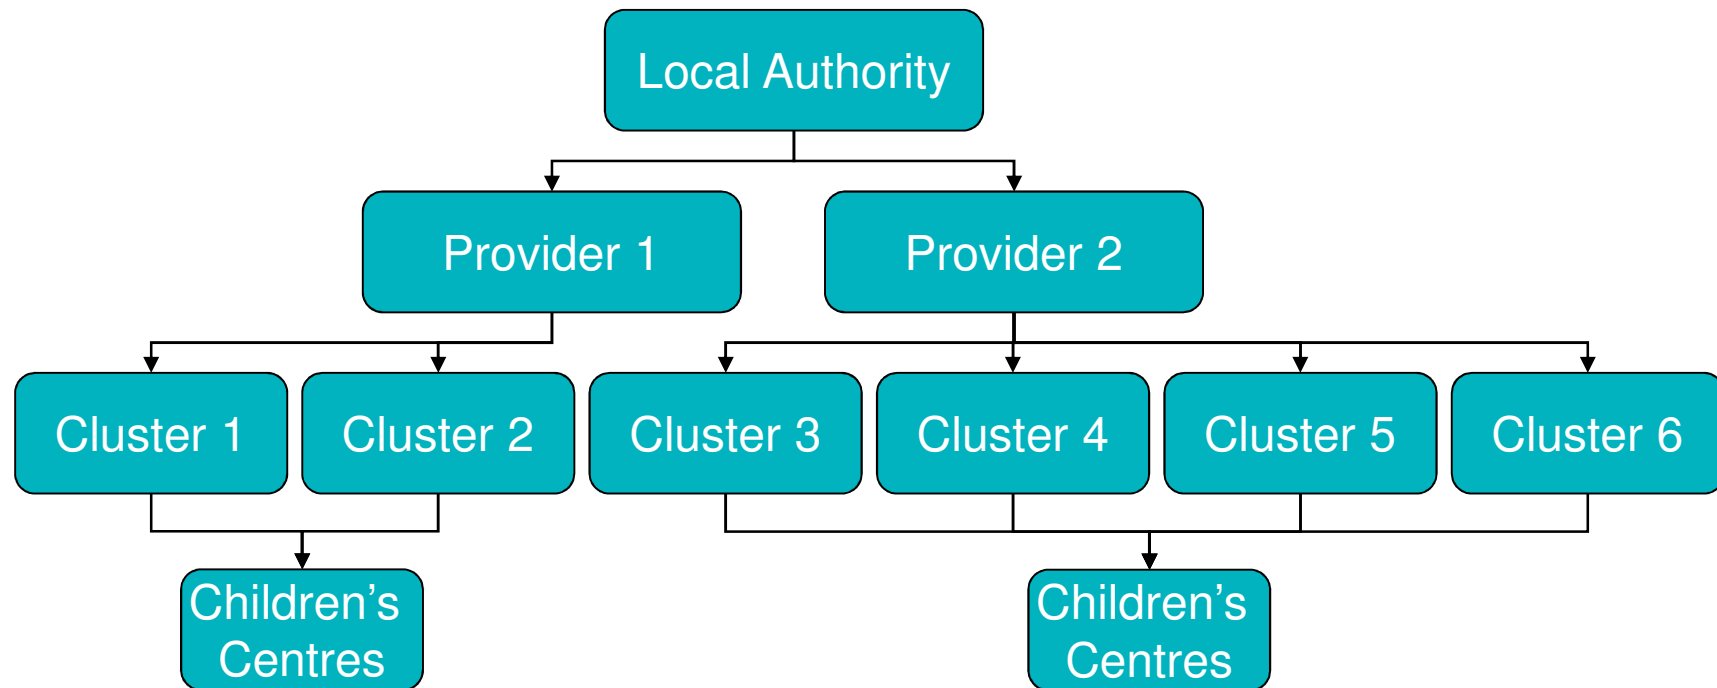 Local Authority
Provider 1
Provider 2
Cluster 1
Cluster 2
Cluster 3
Cluster 4
Cluster 5
Cluster 6
Children’s
Centres
Children’s
Centres